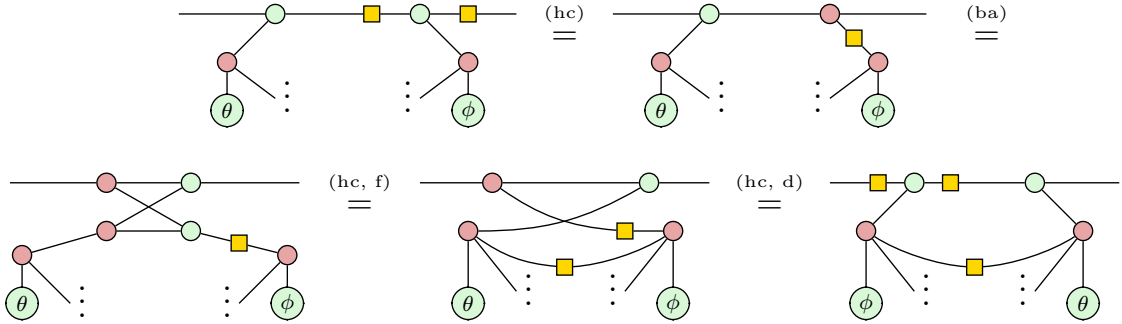 (hc)
=
(ba)
=
θ
⋮
⋮
ϕ
θ
⋮
⋮
ϕ
(hc, f)
=
(hc, d)
=
θ
⋮
⋮
ϕ
θ
⋮
⋮
ϕ
ϕ
⋮
⋮
θ